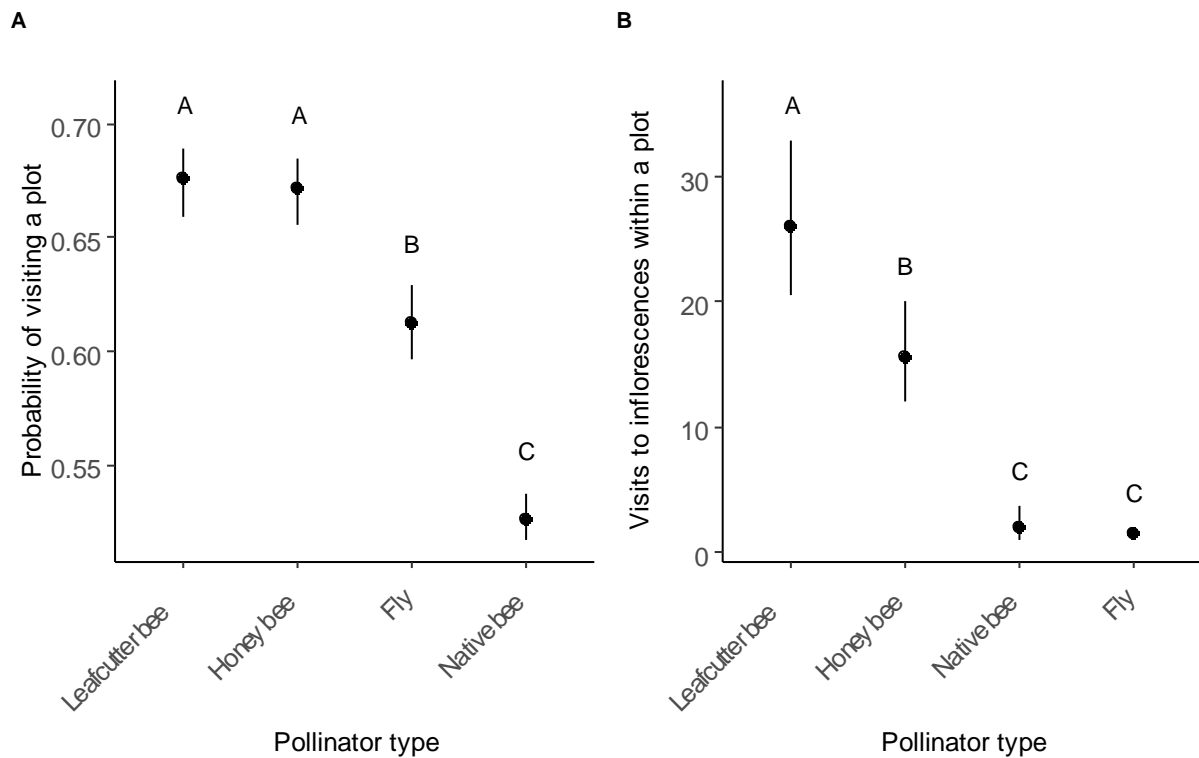 A
Probability of visiting a plot
0.70
0.65
0.60
0.55
A
A
B
C
Leafcutter bee
Honey bee
Fly
Native bee
Pollinator type
B
Visits to inflorescences within a plot
30
20
10
0
A
B
C
C
Leafcutter bee
Honey bee
Native bee
Fly
Pollinator type